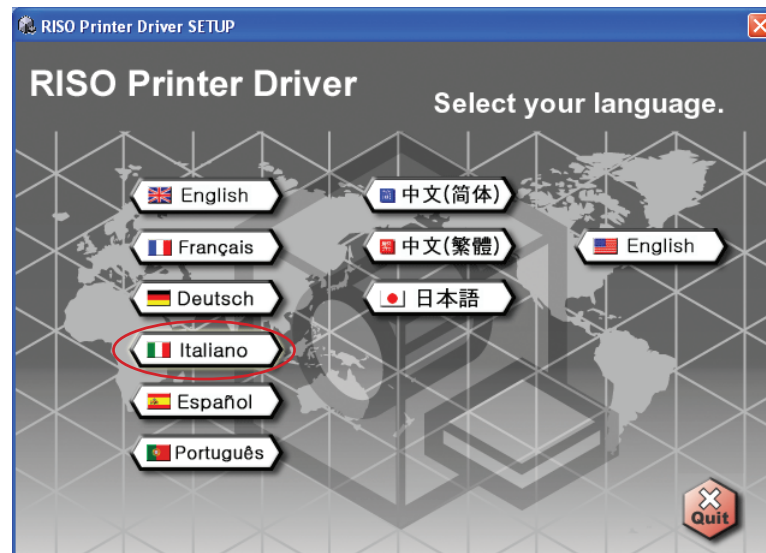 RISO Printer Driver SETUP
RISO Printer Driver
Select your language.
English
Français
Deutsch
Italiano
Español
Português
中文(简体)
中文(繁體)
日本語
English
Quit